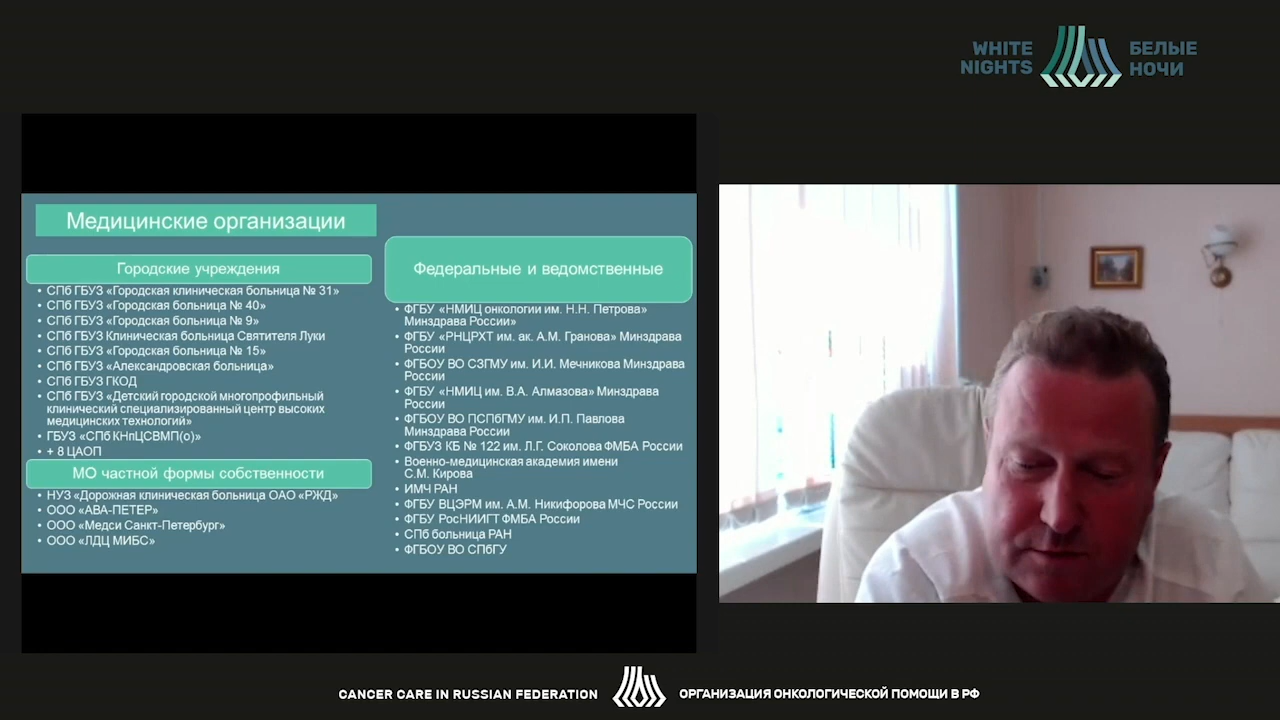 WHITE
NIGHTS
БЕЛЫЕ
НОЧИ
Медицинские организации
Городские учреждения
• СПб ГБУЗ «Городская клиническая больница № 31»
• СПб ГБУЗ «Городская больница № 40»
• СПб ГБУЗ «Городская больница № 9»
• СПб ГБУЗ Клиническая больница Святителя Луки
• СПб ГБУЗ «Городская больница № 15»
• СПб ГБУЗ «Александровская больница»
• СПб ГБУЗ ГКОД
• СПб ГБУЗ «Детский городской многопрофильный
клинический специализированный центр высоких
медицинских технологий»
• ГБУЗ «СПб КНпЦСВМП(о)»
• + 8 ЦАОП
МО частной формы собственности
• НУЗ «Дорожная клиническая больница ОАО «РЖД»
• ООО «АВА-ПЕТЕР»
• ООО «Медси Санкт-Петербург»
• ООО «ЛДЦ МИБС»
Федеральные и ведомственные
• ФГБУ «НМИЦ онкологии им. Н.Н. Петрова»
Минздрава России»
• ФГБУ «РНЦРХТ им. ак. А.М. Гранова» Минздрава
России
• ФГБОУ ВО СЗГМУ им. И.И. Мечникова Минздрава
России
• ФГБУ «НМИЦ им. В.А. Алмазова» Минздрава
России
• ФГБОУ ВО ПСПбГМУ им. И.П. Павлова
Минздрава России
• ФГБУЗ КБ № 122 им. Л.Г. Соколова ФМБА России
• Военно-медицинская академия имени
С.М. Кирова
• ИМЧ РАН
• ФГБУ ВЦЭРМ им. А.М. Никифорова МЧС России
• ФГБУ РосНИИГТ ФМБА России
• СПб больница РАН
• ФГБОУ ВО СПбГУ
CANCER CARE IN RUSSIAN FEDERATION
ОРГАНИЗАЦИЯ ОНКОЛОГИЧЕСКОЙ ПОМОЩИ В РФ